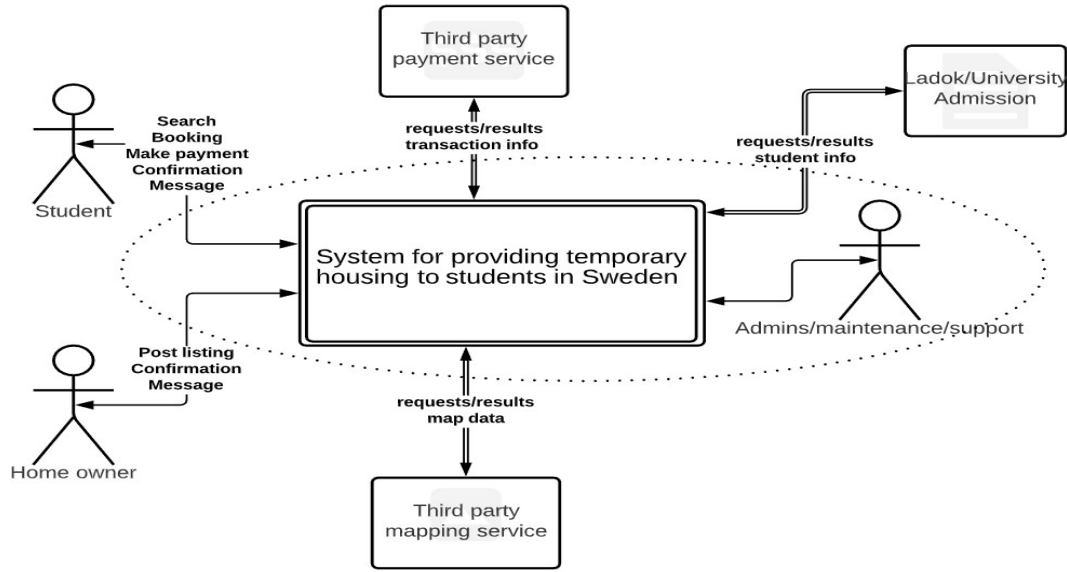 Third party
payment service
Ladok/University
Admission
requests/results
transaction info
requests/results
student info
Search
Booking
Make payment
Confirmation
Message
Student
System for providing temporary
housing to students in Sweden
Admins/maintenance/support
Post listing
Confirmation
Message
Home owner
requests/results
map data
Third party
mapping service